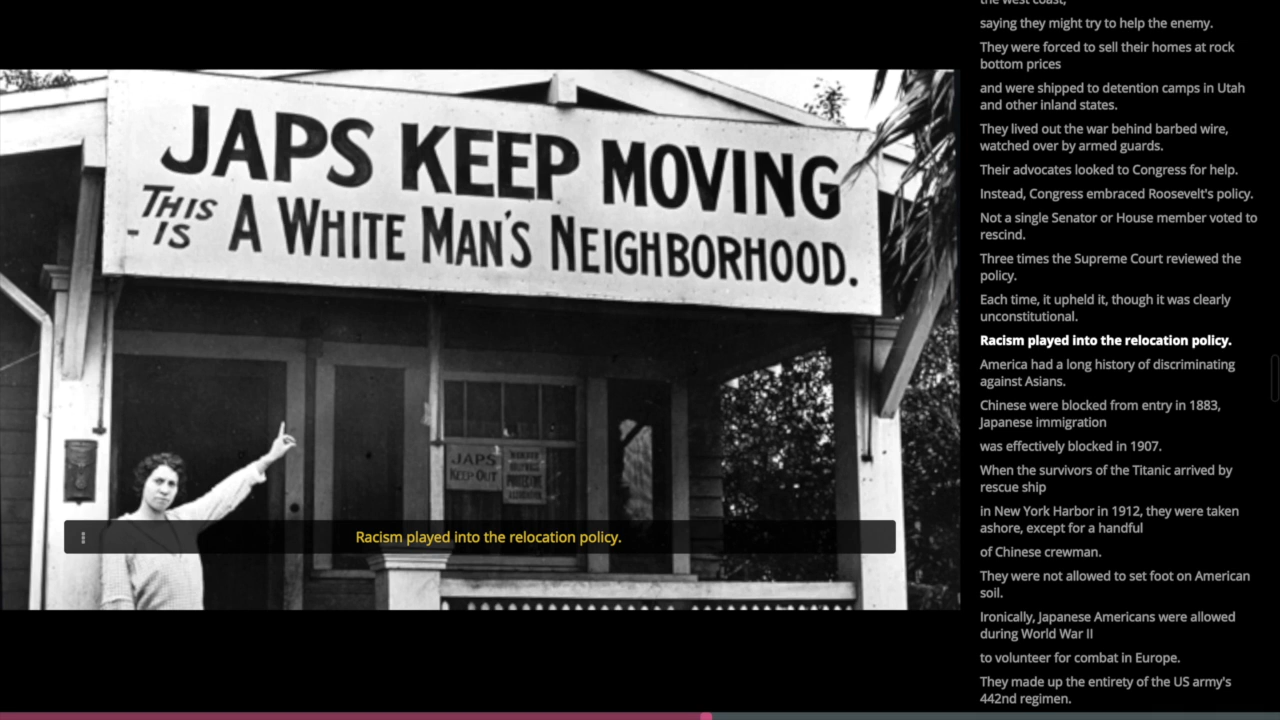 JAPS KEEP MOVING
THIS IS A WHITE MAN'S NEIGHBORHOOD.
JAPS
KEEP OUT
Racism played into the relocation policy.
the west coast,
saying they might try to help the enemy.
They were forced to sell their homes at rock
bottom prices
and were shipped to detention camps in Utah
and other inland states.
They lived out the war behind barbed wire,
watched over by armed guards.
Their advocates looked to Congress for help.
Instead, Congress embraced Roosevelt's policy.
Not a single Senator or House member voted to
rescind.
Three times the Supreme Court reviewed the
policy.
Each time, it upheld it, though it was clearly
unconstitutional.
Racism played into the relocation policy.
America had a long history of discriminating
against Asians.
Chinese were blocked from entry in 1883,
Japanese immigration
was effectively blocked in 1907.
When the survivors of the Titanic arrived by
rescue ship
in New York Harbor in 1912, they were taken
ashore, except for a handful
of Chinese crewman.
They were not allowed to set foot on American
soil.
Ironically, Japanese Americans were allowed
during World War II
to volunteer for combat in Europe.
They made up the entirety of the US army's
442nd regimen.